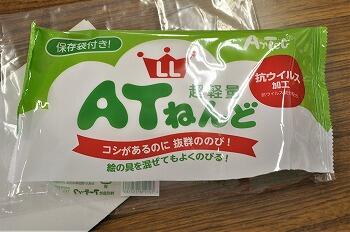 保存袋付き!
Artec
LL
超軽量
ATねんど
抗ウイルス
加工
コシがあるのに 抜群ののび!
絵の具を混ぜてもよくのびる!